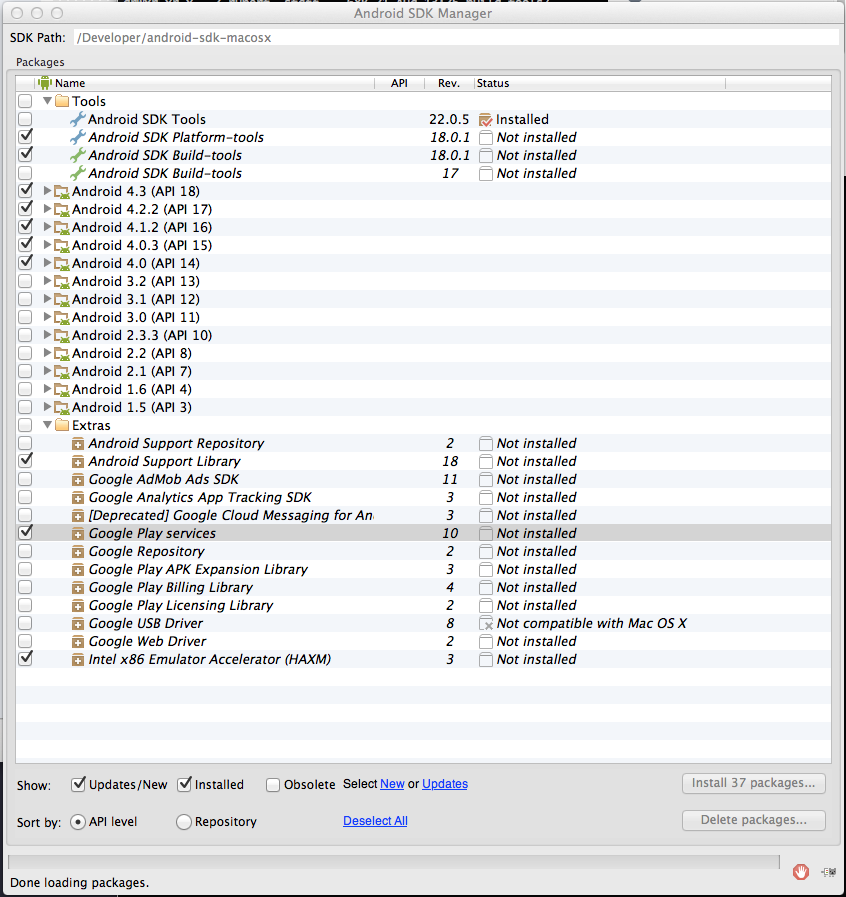 Android SDK Manager
SDK Path: /Developer/android-sdk-macosx
Packages
Name API Rev. Status
Tools
Android SDK Tools 22.0.5 Installed
Android SDK Platform-tools 18.0.1 Not installed
Android SDK Build-tools 18.0.1 Not installed
Android SDK Build-tools 17 Not installed
Android 4.3 (API 18)
Android 4.2.2 (API 17)
Android 4.1.2 (API 16)
Android 4.0.3 (API 15)
Android 4.0 (API 14)
Android 3.2 (API 13)
Android 3.1 (API 12)
Android 3.0 (API 11)
Android 2.3.3 (API 10)
Android 2.2 (API 8)
Android 2.1 (API 7)
Android 1.6 (API 4)
Android 1.5 (API 3)
Extras
Android Support Repository 2 Not installed
Android Support Library 18 Not installed
Google AdMob Ads SDK 11 Not installed
Google Analytics App Tracking SDK 3 Not installed
[Deprecated] Google Cloud Messaging for An 3 Not installed
Google Play services 10 Not installed
Google Repository 2 Not installed
Google Play APK Expansion Library 3 Not installed
Google Play Billing Library 4 Not installed
Google Play Licensing Library 2 Not installed
Google USB Driver 8 Not compatible with Mac OS X
Google Web Driver 2 Not installed
Intel x86 Emulator Accelerator (HAXM) 3 Not installed
Show: Updates/New Installed Obsolete Select New or Updates Install 37 packages...
Sort by: API level Repository Deselect All Delete packages...
Done loading packages.